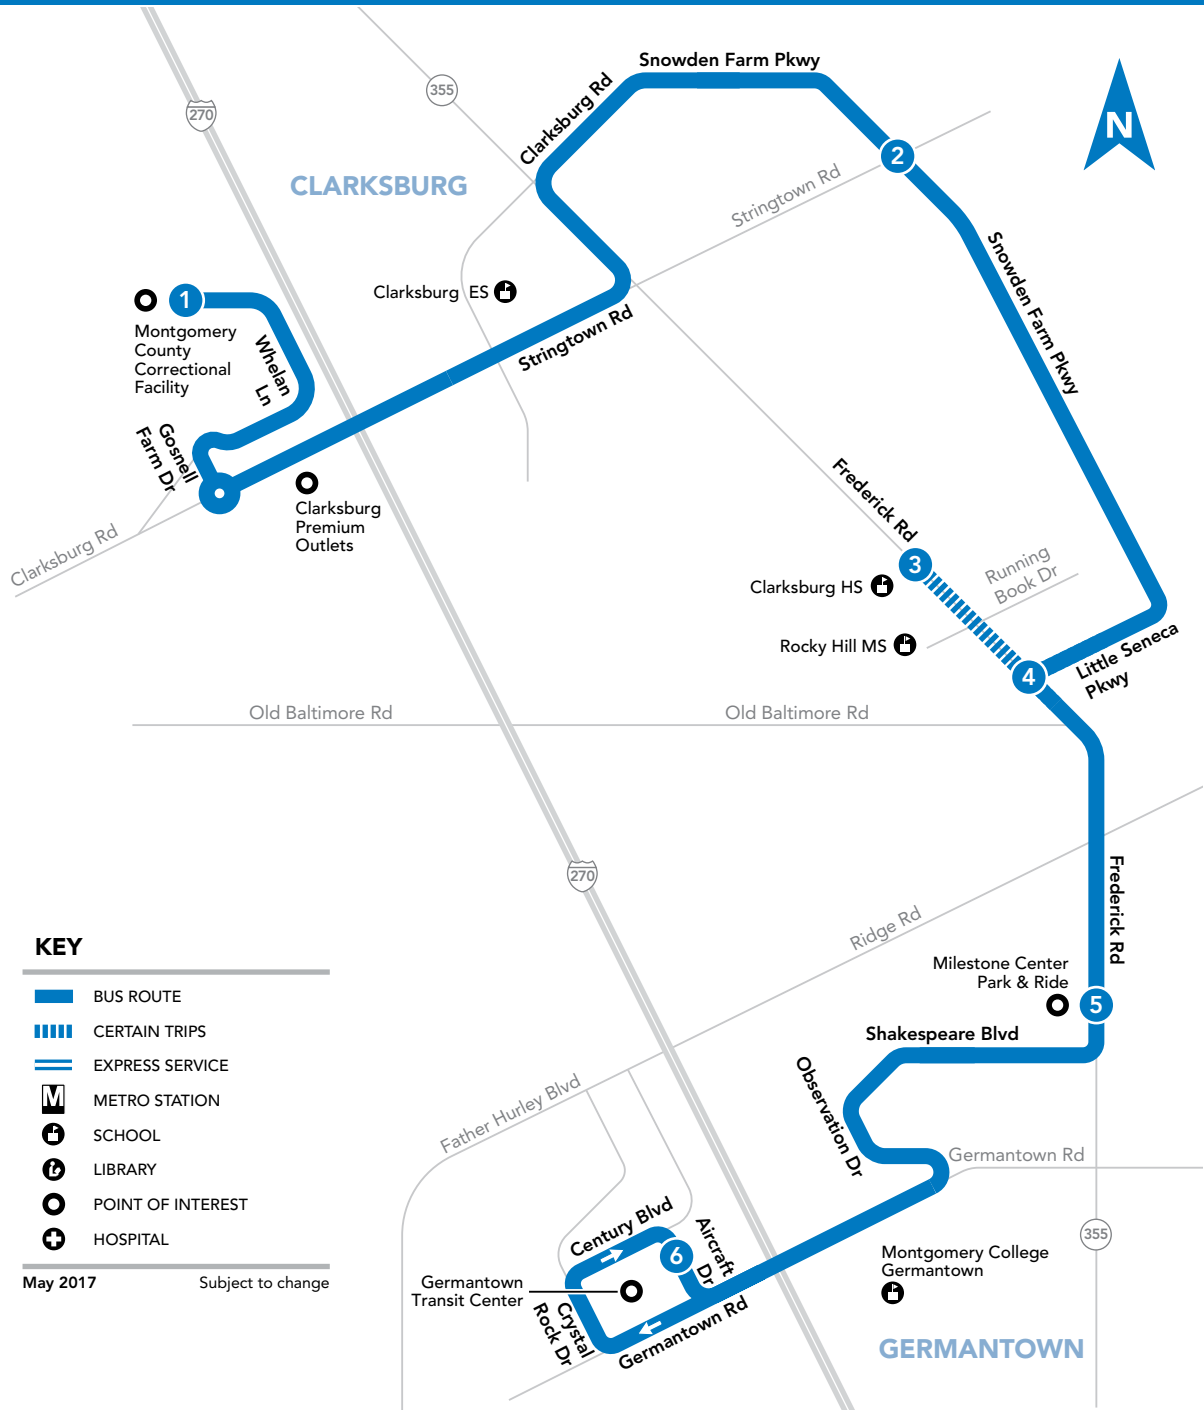 Snowden Farm Pkwy
355
270
Clarksburg Rd
N
2
CLARKSBURG
Stringtown Rd
Snowden Farm Pkwy
Clarksburg ES
1
Montgomery
County
Correctional
Facility
Whelan
Ln
Stringtown Rd
Gosnell
Farm Dr
Clarksburg
Premium
Outlets
Clarksburg Rd
Frederick Rd
3
Clarksburg HS
Running
Book Dr
Rocky Hill MS
4
Little Seneca
Pkwy
Old Baltimore Rd
Old Baltimore Rd
270
Frederick Rd
Ridge Rd
KEY
BUS ROUTE
CERTAIN TRIPS
EXPRESS SERVICE
M
METRO STATION
SCHOOL
LIBRARY
POINT OF INTEREST
HOSPITAL
May 2017
Subject to change
Milestone Center
Park & Ride
5
Shakespeare Blvd
Observation Dr
Father Hurley Blvd
Germantown Rd
Century Blvd
6
Aircraft
Dr
355
Germantown
Transit Center
Crystal
Rock Dr
Germantown Rd
Montgomery College
Germantown
GERMANTOWN